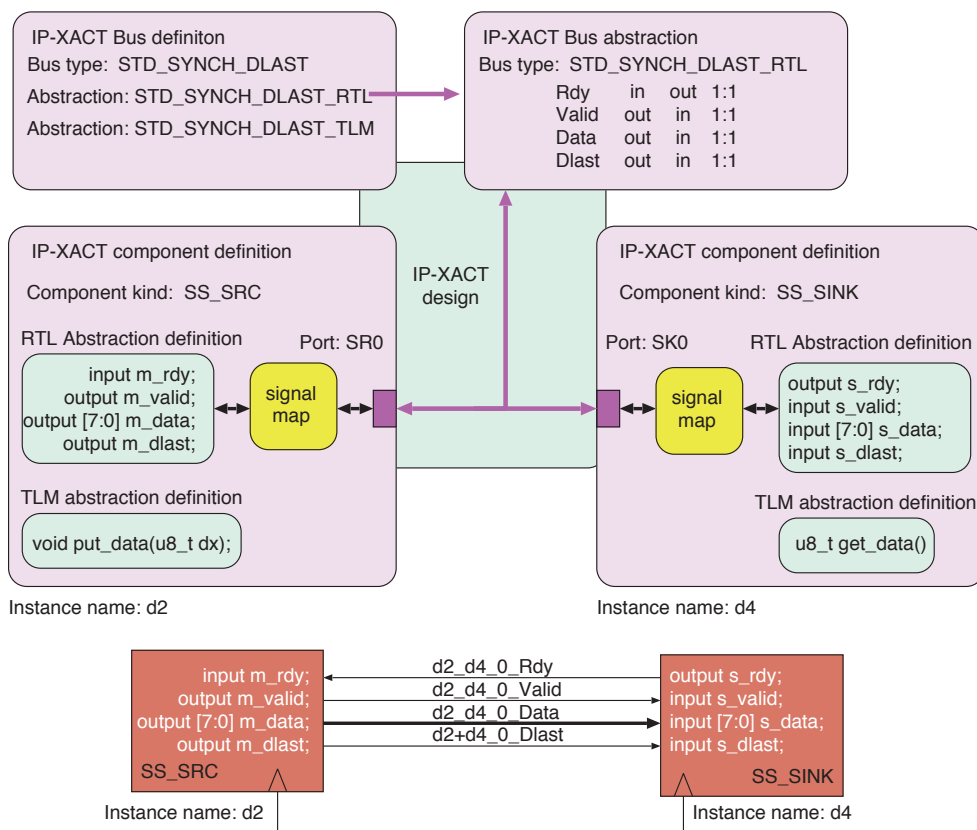 IP-XACT Bus definiton
Bus type: STD_SYNCH_DLAST
Abstraction: STD_SYNCH_DLAST_RTL
Abstraction: STD_SYNCH_DLAST_TLM
IP-XACT Bus abstraction
Bus type: STD_SYNCH_DLAST_RTL
Rdy in out 1:1
Valid out in 1:1
Data out in 1:1
Dlast out in 1:1
IP-XACT component definition
Component kind: SS_SRC
RTL Abstraction definition
Port: SR0
input m_rdy;
output m_valid;
output [7:0] m_data;
output m_dlast;
signal
map
TLM abstraction definition
void put_data(u8_t dx);
Instance name: d2
IP-XACT
design
IP-XACT component definition
Component kind: SS_SINK
Port: SK0
RTL Abstraction definition
signal
map
output s_rdy;
input s_valid;
input [7:0] s_data;
input s_dlast;
TLM abstraction definition
u8_t get_data()
Instance name: d4
input m_rdy;
output m_valid;
output [7:0] m_data;
output m_dlast;
SS_SRC
Instance name: d2
d2_d4_0_Rdy
d2_d4_0_Valid
d2_d4_0_Data
d2+d4_0_Dlast
output s_rdy;
input s_valid;
input [7:0] s_data;
input s_dlast;
SS_SINK
Instance name: d4